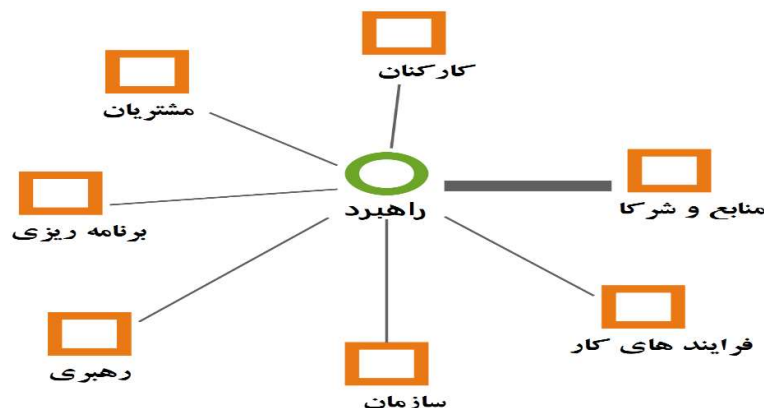 کارکنان
مشتریان
منابع و شرکا
راهبرد
برنامه ریزی
فرایند های کار
رهبری
سازمان